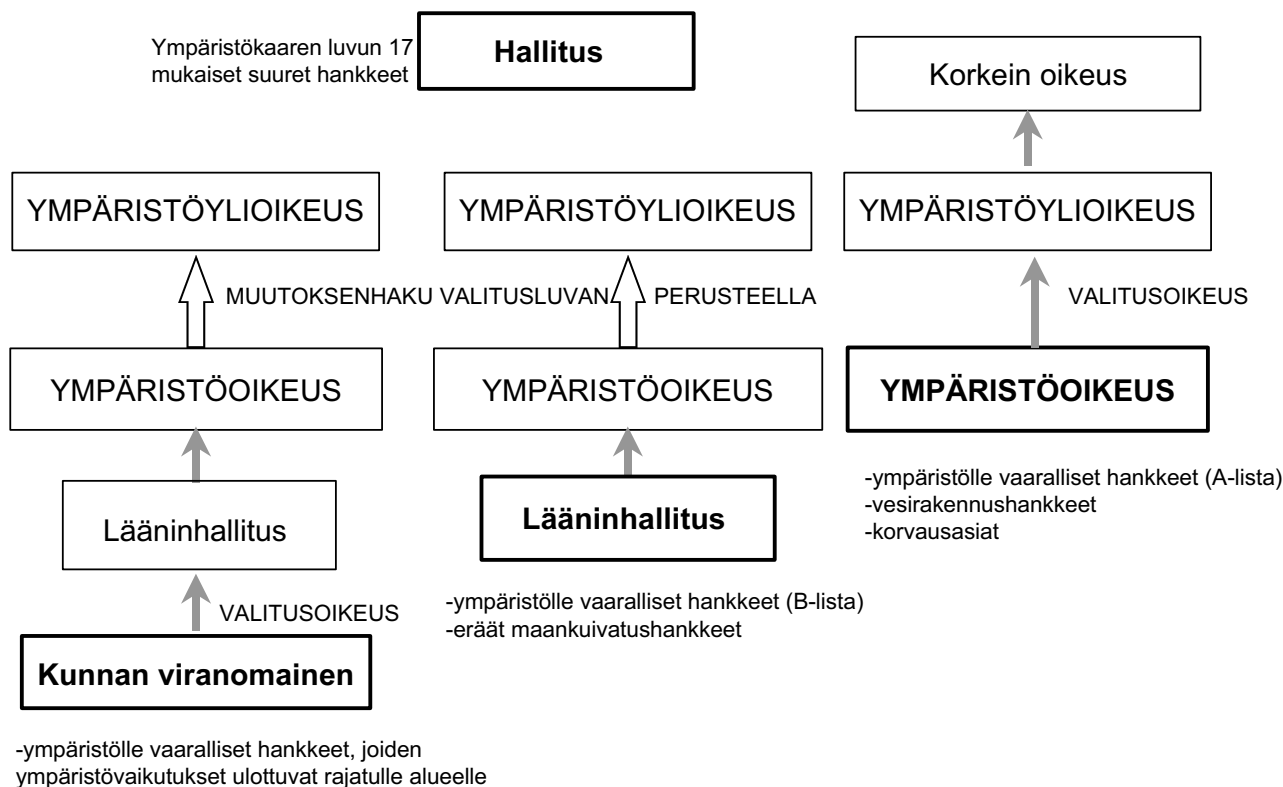 Ympäristökaaren luvun 17
mukaiset suuret hankkeet
Hallitus
Korkein oikeus
YMPÄRISTÖYLIOIKEUS
YMPÄRISTÖYLIOIKEUS
YMPÄRISTÖYLIOIKEUS
MUUTOKSENHAKU VALITUSLUVAN
PERUSTEELLA
VALITUSOIKEUS
YMPÄRISTÖOIKEUS
YMPÄRISTÖOIKEUS
YMPÄRISTÖOIKEUS
-ympäristölle vaaralliset hankkeet (A-lista)
-vesirakennushankkeet
-korvausasiat
Lääninhallitus
Lääninhallitus
-ympäristölle vaaralliset hankkeet (B-lista)
-eräät maankuivatushankkeet
VALITUSOIKEUS
Kunnan viranomainen
-ympäristölle vaaralliset hankkeet, joiden
ympäristövaikutukset ulottuvat rajatulle alueelle